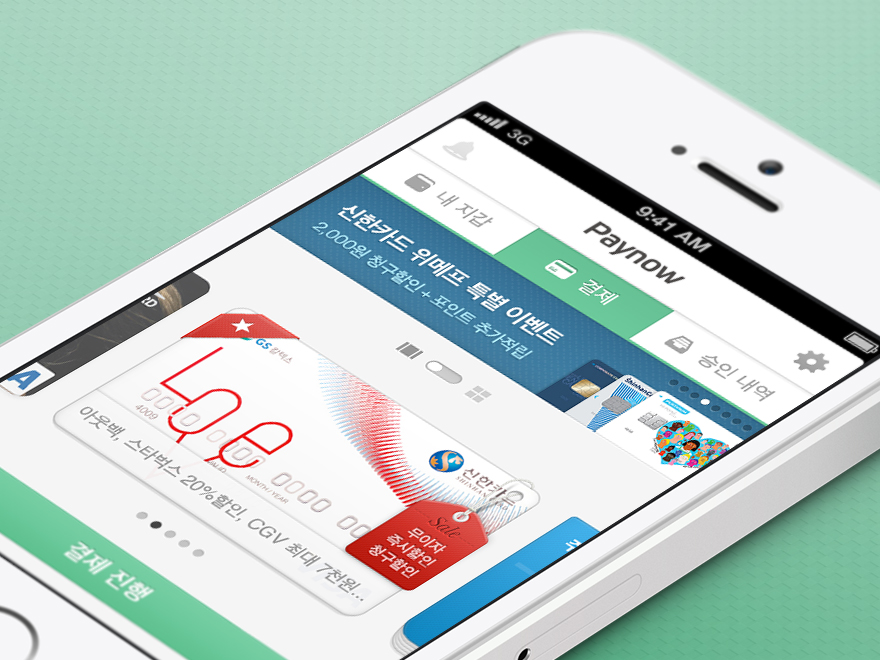 3G
9:41 AM
Paynow
내 지갑
결제
승인 내역
신한카드 위메프 특별 이벤트
2,000원 청구할인 + 포인트 추가적립
GS 칼텍스
Love
4009
VALID
MONTH / YEAR
신한카드
아웃백, 스타벅스 20%할인, CGV 최대 7천원...
Sale
무이자
즉시할인
청구할인
결제 진행